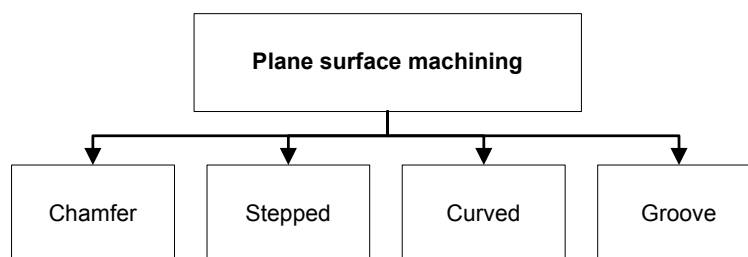 Plane surface machining
Chamfer
Stepped
Curved
Groove